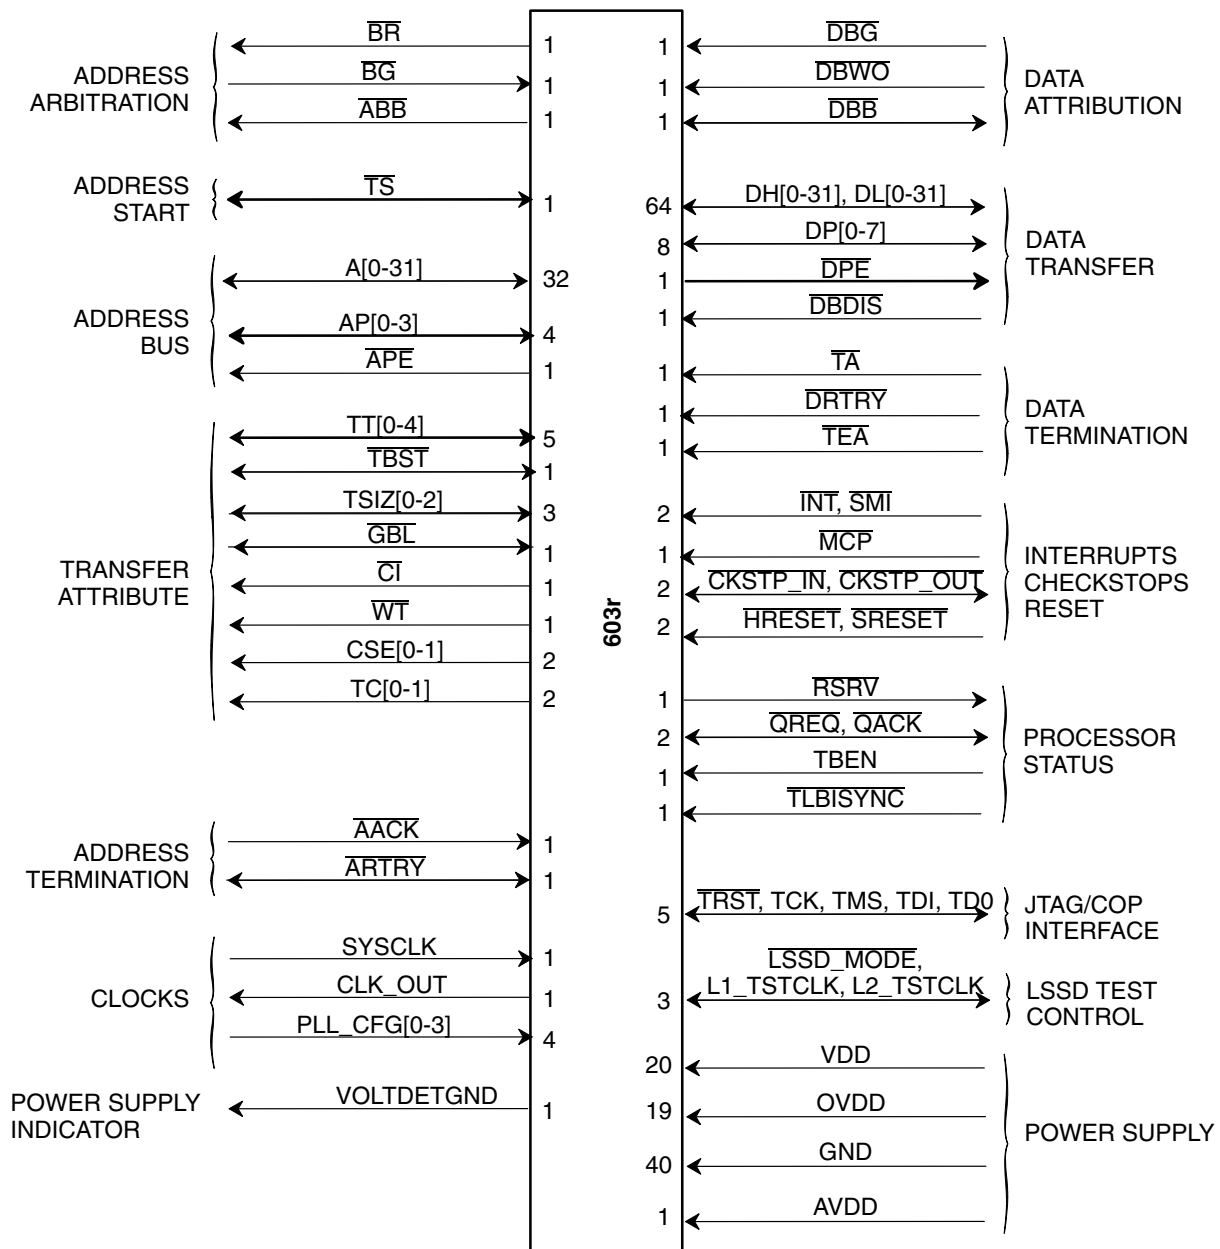 ADDRESS
ARBITRATION
BR 1
BG 1
ABB 1
ADDRESS
START
TS 1
ADDRESS
BUS
A[0-31] 32
AP[0-3] 4
APE 1
TRANSFER
ATTRIBUTE
TT[0-4] 5
TBST 1
TSIZ[0-2] 3
GBL 1
CI 1
WT 1
CSE[0-1] 2
TC[0-1] 2
ADDRESS
TERMINATION
AACK 1
ARTRY 1
CLOCKS
SYSCLK 1
CLK_OUT 1
PLL_CFG[0-3] 4
POWER SUPPLY
INDICATOR
VOLTDETGND 1
603r
1 DBG
1 DBWO
1 DBB
DATA
ATTRIBUTION
64 DH[0-31], DL[0-31]
8 DP[0-7]
1 DPE
1 DBDIS
DATA
TRANSFER
1 TA
1 DRTRY
1 TEA
DATA
TERMINATION
2 INT, SMI
1 MCP
2 CKSTP_IN, CKSTP_OUT
2 HRESET, SRESET
INTERRUPTS
CHECKSTOPS
RESET
1 RSRV
2 QREQ, QACK
1 TBEN
1 TLBISYNC
PROCESSOR
STATUS
5 TRST, TCK, TMS, TDI, TD0
JTAG/COP
INTERFACE
LSSD_MODE,
3 L1_TSTCLK, L2_TSTCLK
LSSD TEST
CONTROL
20 VDD
19 OVDD
40 GND
1 AVDD
POWER SUPPLY